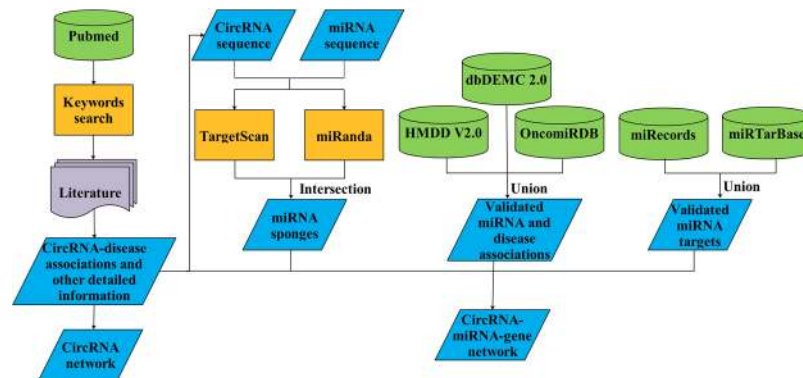 Pubmed
Keywords
search
Literature
CircRNA-disease
associations and
other detailed
information
CircRNA
network
CircRNA
sequence
miRNA
sequence
TargetScan
miRanda
Intersection
miRNA
sponges
dbDEMC 2.0
HMDD V2.0
OncomiRDB
Union
Validated
miRNA and
disease
associations
miRecords
miRTarBase
Union
Validated
miRNA
targets
CircRNA-
miRNA-gene
network